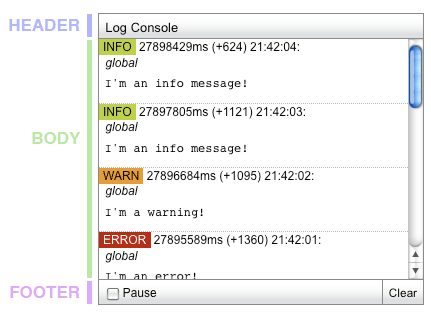 HEADER
Log Console
BODY
INFO 27898429ms (+624) 21:42:04:
global
I'm an info message!
INFO 27897805ms (+1121) 21:42:03:
global
I'm an info message!
WARN 27896684ms (+1095) 21:42:02:
global
I'm a warning!
ERROR 27895589ms (+1360) 21:42:01:
global
I'm an error!
FOOTER
Pause
Clear